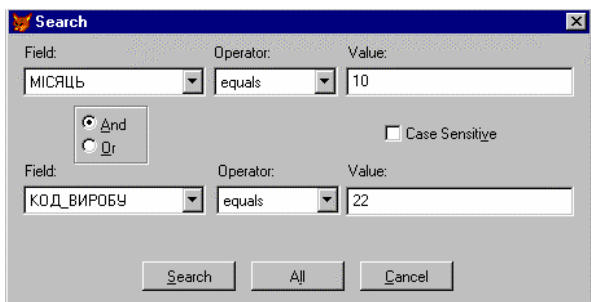 Search
Field: Operator: Value:
МІСЯЦЬ equals 10
And
Or
Case Sensitive
Field: Operator: Value:
КОД_ВИРОБУ equals 22
Search All Cancel